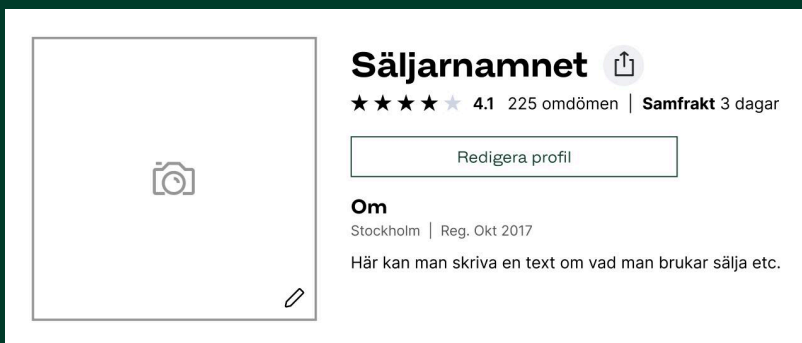 Säljarnamnet
4.1 225 omdömen | Samfrakt 3 dagar
Redigera profil
Om
Stockholm | Reg. Okt 2017
Här kan man skriva en text om vad man brukar sälja etc.